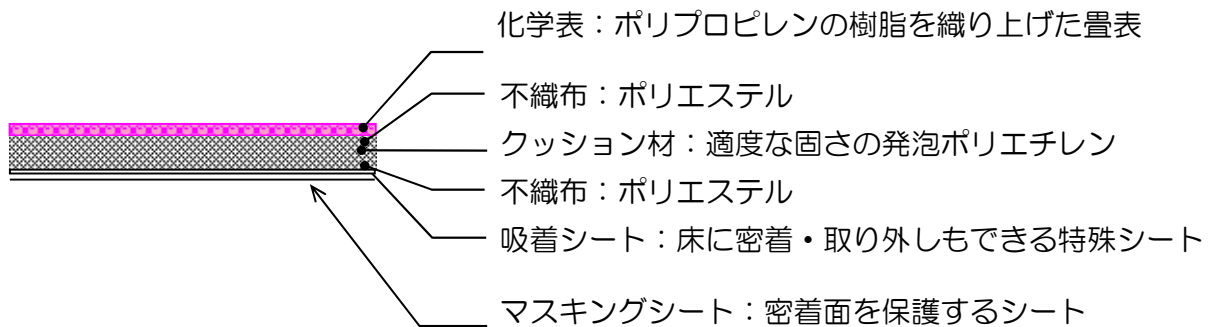 化学表：ポリプロピレンの樹脂を織り上げた畳表
不織布：ポリエステル
クッション材：適度な固さの発泡ポリエチレン
不織布：ポリエステル
吸着シート：床に密着・取り外しもできる特殊シート
マスキングシート：密着面を保護するシート